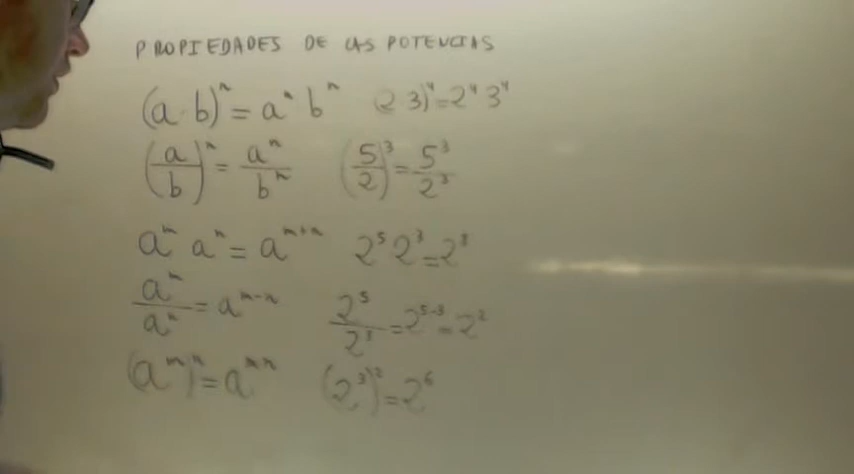 PROPIEDADES DE LAS POTENCIAS
(a · b)ⁿ = aⁿ bⁿ (2 3)⁴ = 2⁴ 3⁴
(a/b)ⁿ = aⁿ/bⁿ (5/2)³ = 5³/2³
aᵐ aⁿ = aᵐ⁺ⁿ 2⁵ 2³ = 2⁸
aᵐ/aⁿ = aᵐ⁻ⁿ 2⁵/2³ = 2⁵⁻³ = 2²
(aᵐ)ⁿ = aᵐⁿ (2³)² = 2⁶